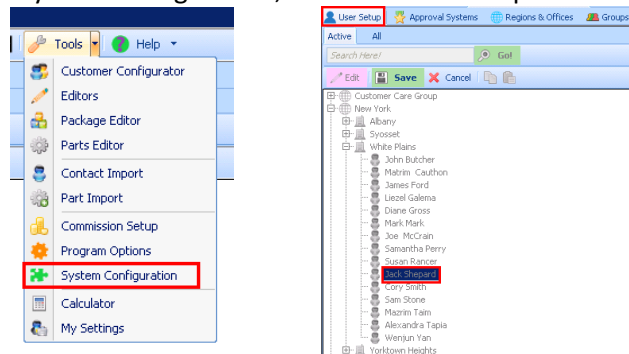 Tools Help
Customer Configurator
Editors
Package Editor
Parts Editor
Contact Import
Part Import
Commission Setup
Program Options
System Configuration
Calculator
My Settings
User Setup Approval Systems Regions & Offices Groups
Active All
Search Here! Go!
Edit Save Cancel
Customer Care Group
New York
Albany
Syosset
White Plains
John Butcher
Matrim Cauthon
James Ford
Liezel Galema
Diane Gross
Mark Mark
Joe McCrain
Samantha Perry
Susan Rancer
Jack Shepard
Cory Smith
Sam Stone
Mazrim Taim
Alexandra Tapia
Wenjun Yan
Yorktown Heights